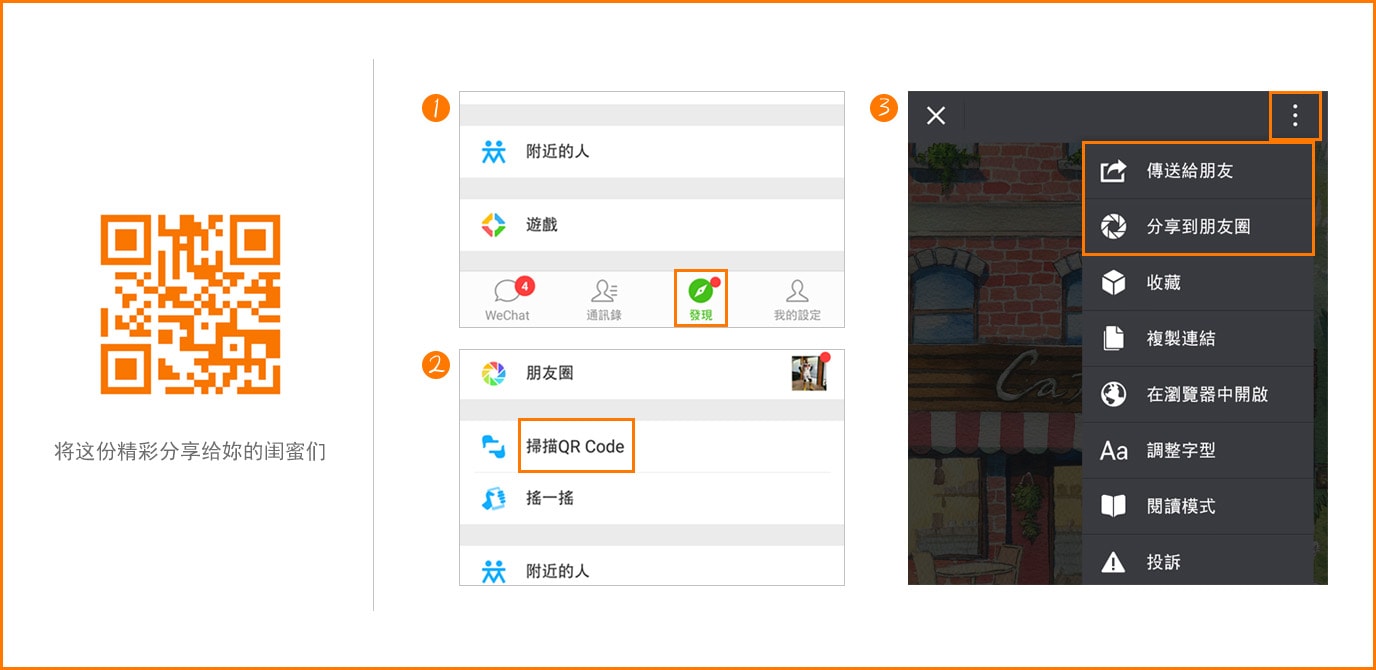 将这份精彩分享给妳的闺蜜们
1
附近的人
遊戲
4
WeChat
通訊錄
發現
我的設定
2
朋友圈
掃描QR Code
搖一搖
附近的人
3
傳送給朋友
分享到朋友圈
收藏
複製連結
在瀏覽器中開啟
Aa 調整字型
閱讀模式
投訴
Ca